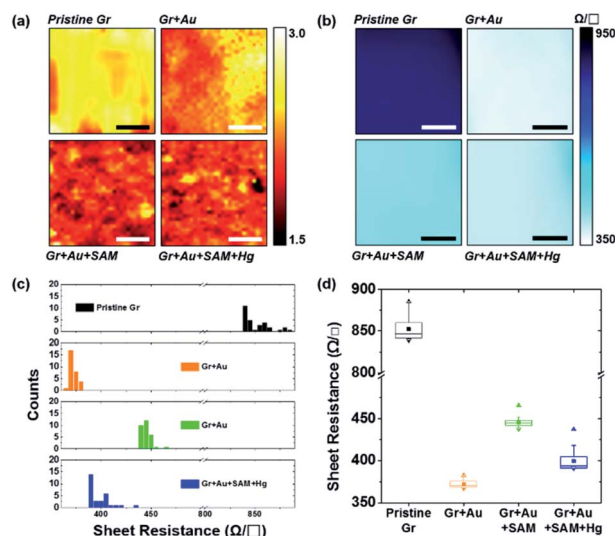 (a)
Pristine Gr
Gr+Au
3.0
1.5
Gr+Au+SAM
Gr+Au+SAM+Hg
(b)
Pristine Gr
Gr+Au
Ω/□
950
350
Gr+Au+SAM
Gr+Au+SAM+Hg
(c)
20
15
10
5
0
Pristine Gr
20
15
10
5
0
Gr+Au
20
15
10
5
0
Gr+Au
20
15
10
5
0
Gr+Au+SAM+Hg
Counts
400
450
800
850
Sheet Resistance (Ω/□)
(d)
900
850
800
450
400
350
Sheet Resistance (Ω/□)
Pristine
Gr
Gr+Au
Gr+Au
+SAM
Gr+Au
+SAM+Hg